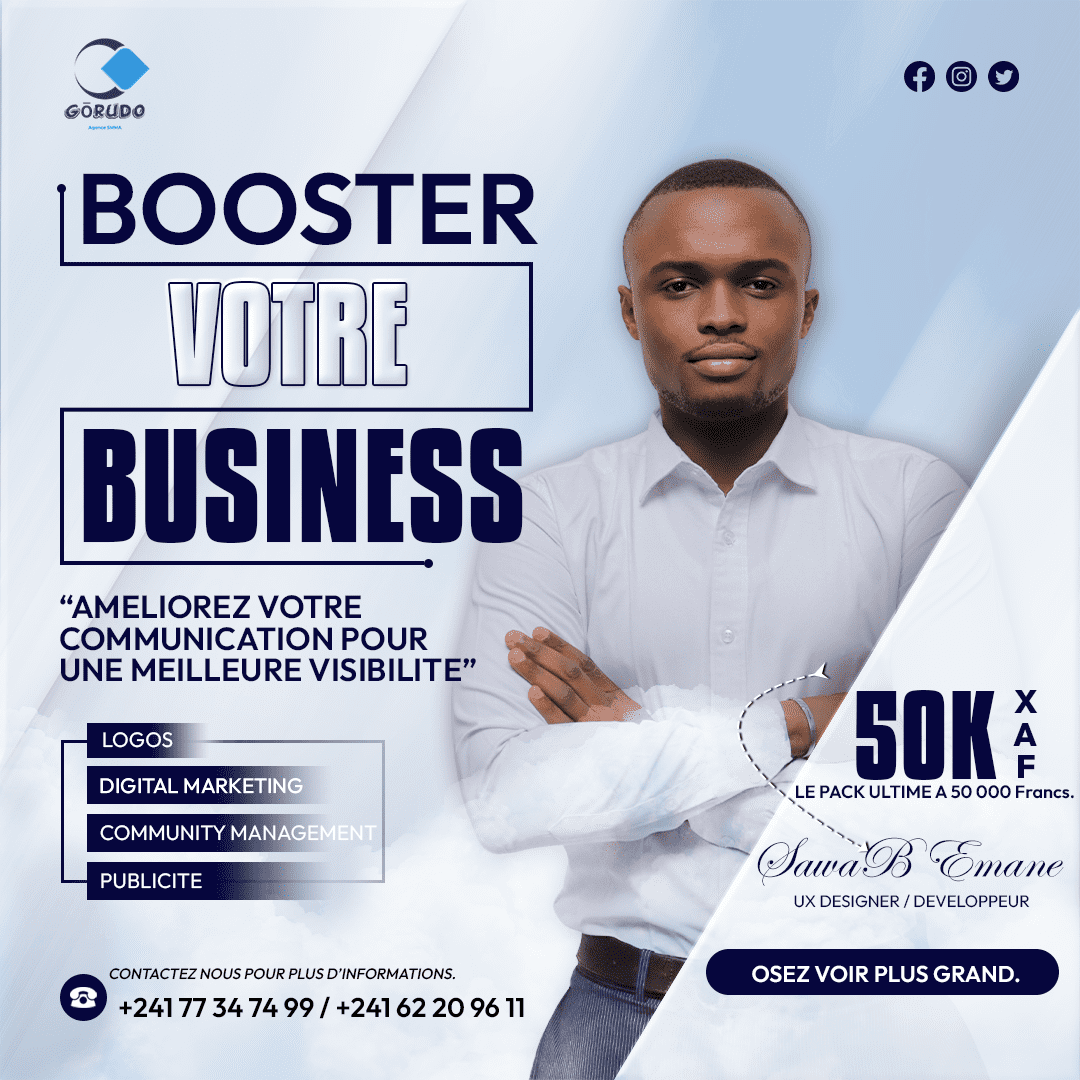 GŌRUDO
BOOSTER
VOTRE
BUSINESS
“AMELIOREZ VOTRE
COMMUNICATION POUR
UNE MEILLEURE VISIBILITE”
LOGOS
DIGITAL MARKETING
COMMUNITY MANAGEMENT
PUBLICITE
50K XAF
LE PACK ULTIME A 50 000 Francs.
SawaB Emane
UX DESIGNER / DEVELOPPEUR
OSEZ VOIR PLUS GRAND.
CONTACTEZ NOUS POUR PLUS D'INFORMATIONS.
+241 77 34 74 99 / +241 62 20 96 11